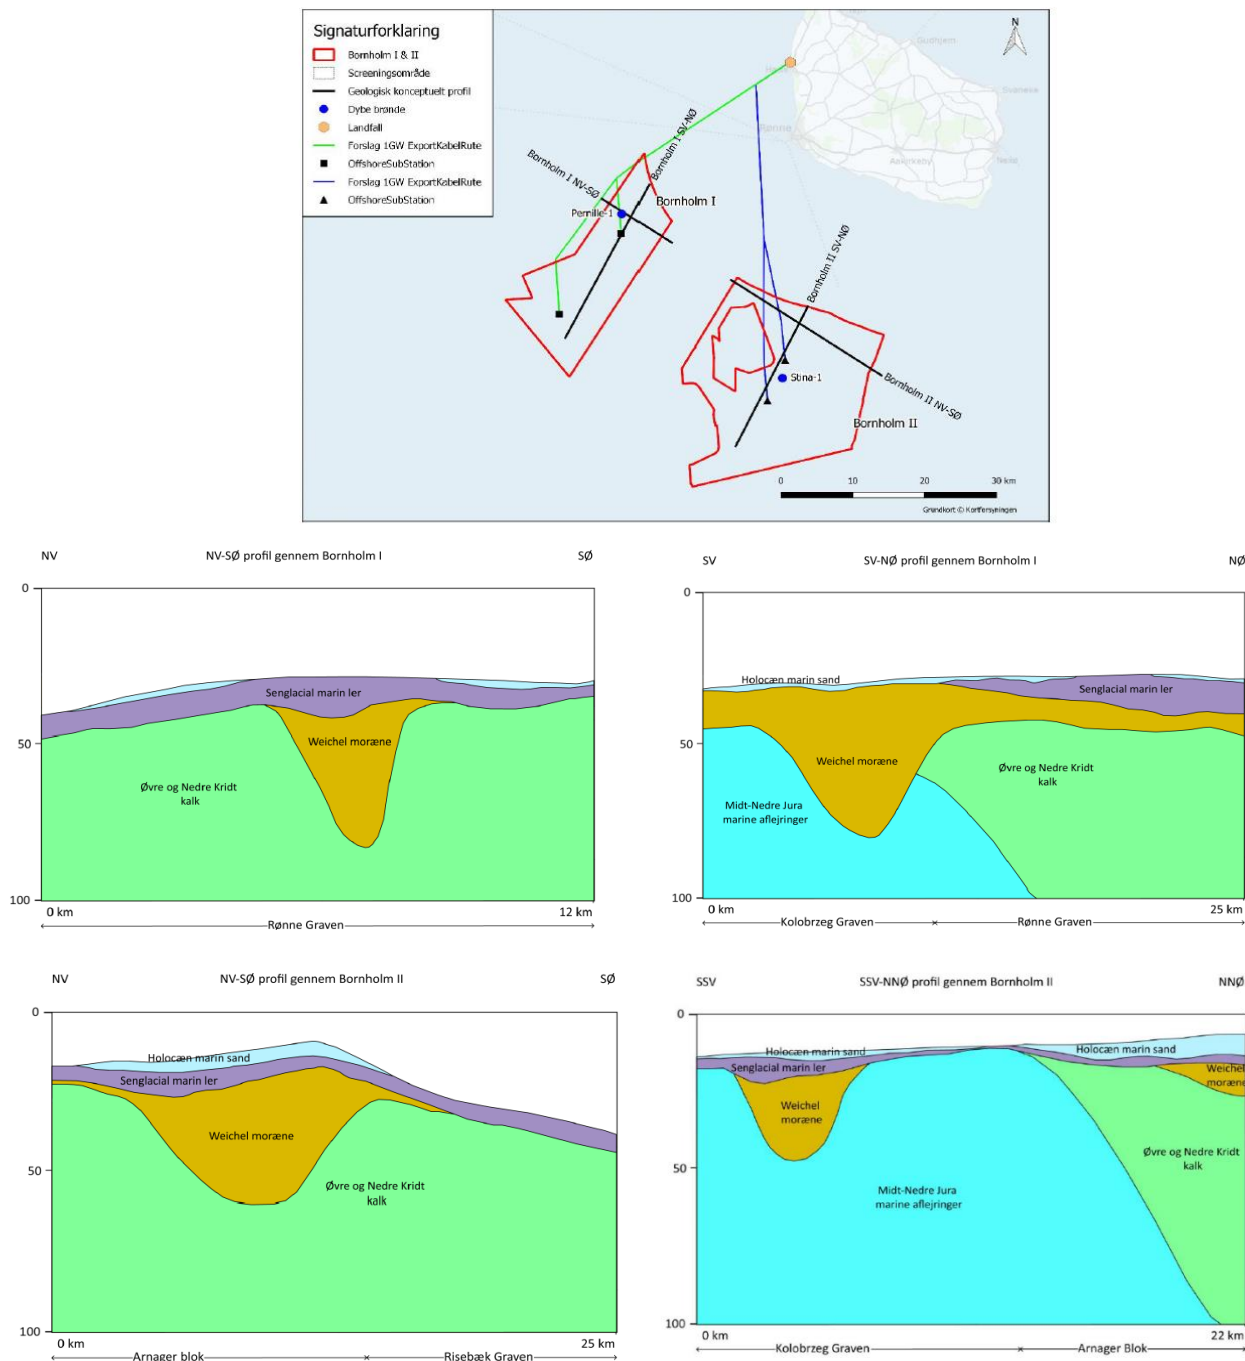 Signaturforklaring
Bornholm I & II
Screeningsområde
Geologisk konceptuelt profil
Dybe brønde
Landfall
Forslag 1GW ExportKabelRute
OffshoreSubStation
Forslag 1GW ExportKabelRute
OffshoreSubStation
N
Gudhjem
Svaneke
Rønne
Aakirkeby
Nexø
Bornholm I NV-SØ
Bornholm I SV-NØ
Bornholm I
Pernille-1
Bornholm II SV-NØ
Stina-1
Bornholm II NV-SØ
Bornholm II
0 10 20 30 km
Grundkort © Kortforsyningen
NV NV-SØ profil gennem Bornholm I SØ
0
50
100
Senglacial marin ler
Weichel moræne
Øvre og Nedre Kridt
kalk
0 km 12 km
Rønne Graven
SV SV-NØ profil gennem Bornholm I NØ
0
50
100
Holocæn marin sand
Senglacial marin ler
Weichel moræne
Øvre og Nedre Kridt
kalk
Midt-Nedre Jura
marine aflejringer
0 km 25 km
Kolobrzeg Graven Rønne Graven
NV NV-SØ profil gennem Bornholm II SØ
0
50
100
Holocæn marin sand
Senglacial marin ler
Weichel moræne
Øvre og Nedre Kridt
kalk
0 km 25 km
Arnager blok Risebæk Graven
SSV SSV-NNØ profil gennem Bornholm II NNØ
0
50
100
Holocæn marin sand
Holocæn marin sand
Senglacial marin ler
Weichel
moræne
Weichel
moræne
Øvre og Nedre Kridt
kalk
Midt-Nedre Jura
marine aflejringer
0 km 22 km
Kolobrzeg Graven Arnager Blok